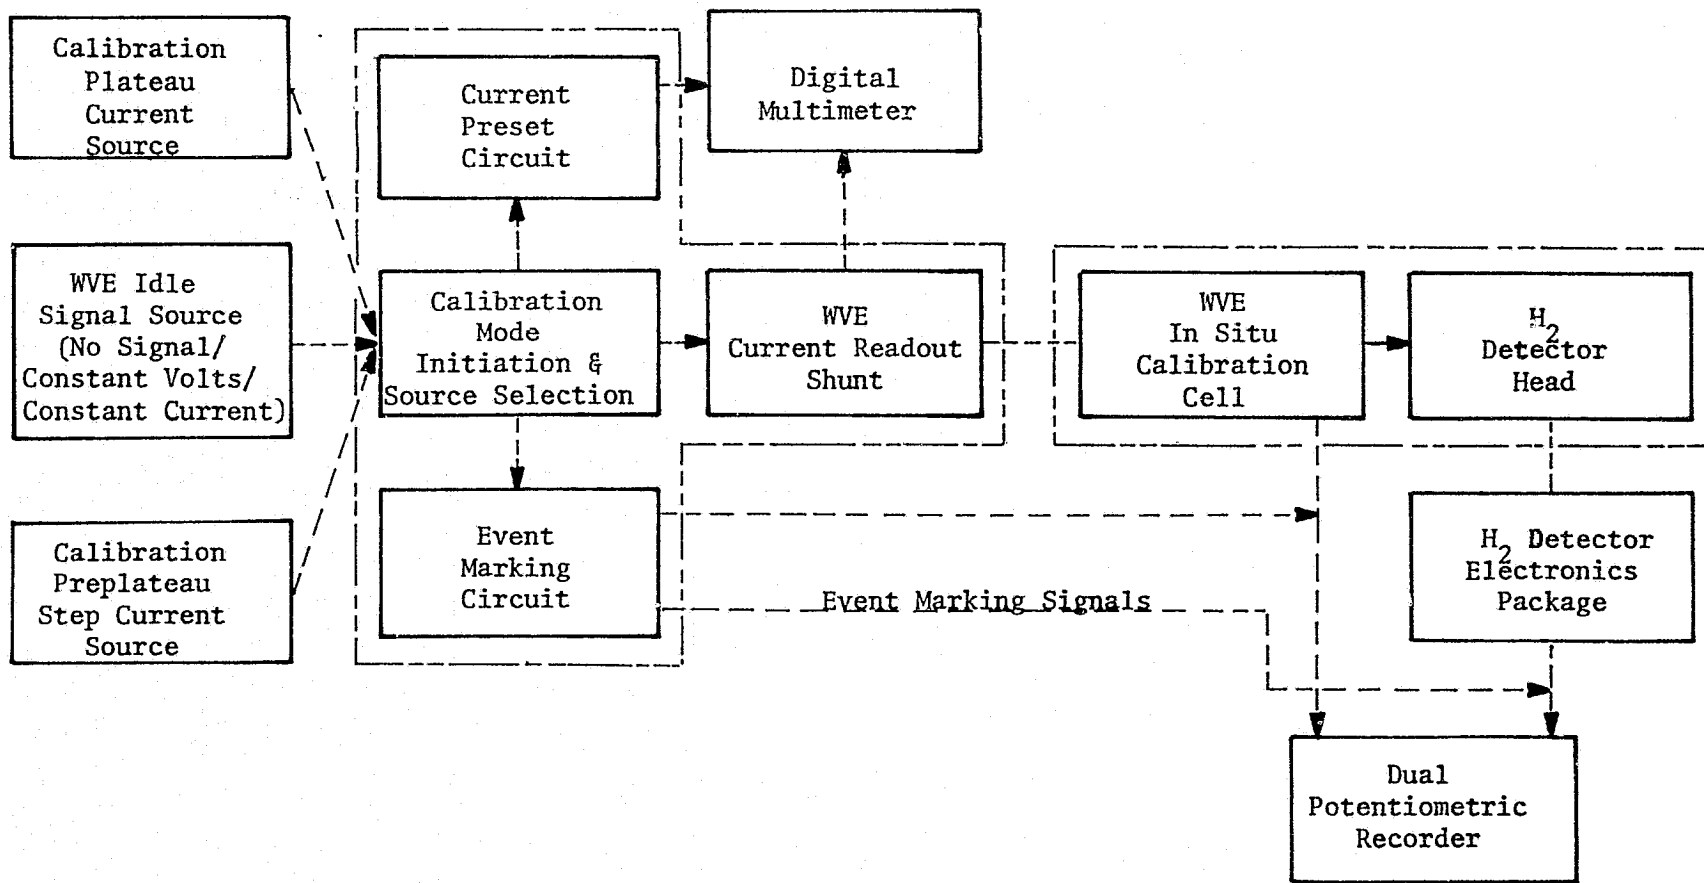 Calibration
Plateau
Current
Source
Current
Preset
Circuit
Digital
Multimeter
WVE Idle
Signal Source
(No Signal/
Constant Volts/
Constant Current)
Calibration
Mode
Initiation &
Source Selection
WVE
Current Readout
Shunt
WVE
In Situ
Calibration
Cell
H2
Detector
Head
Calibration
Preplateau
Step Current
Source
Event
Marking
Circuit
Event Marking Signals
H2 Detector
Electronics
Package
Dual
Potentiometric
Recorder